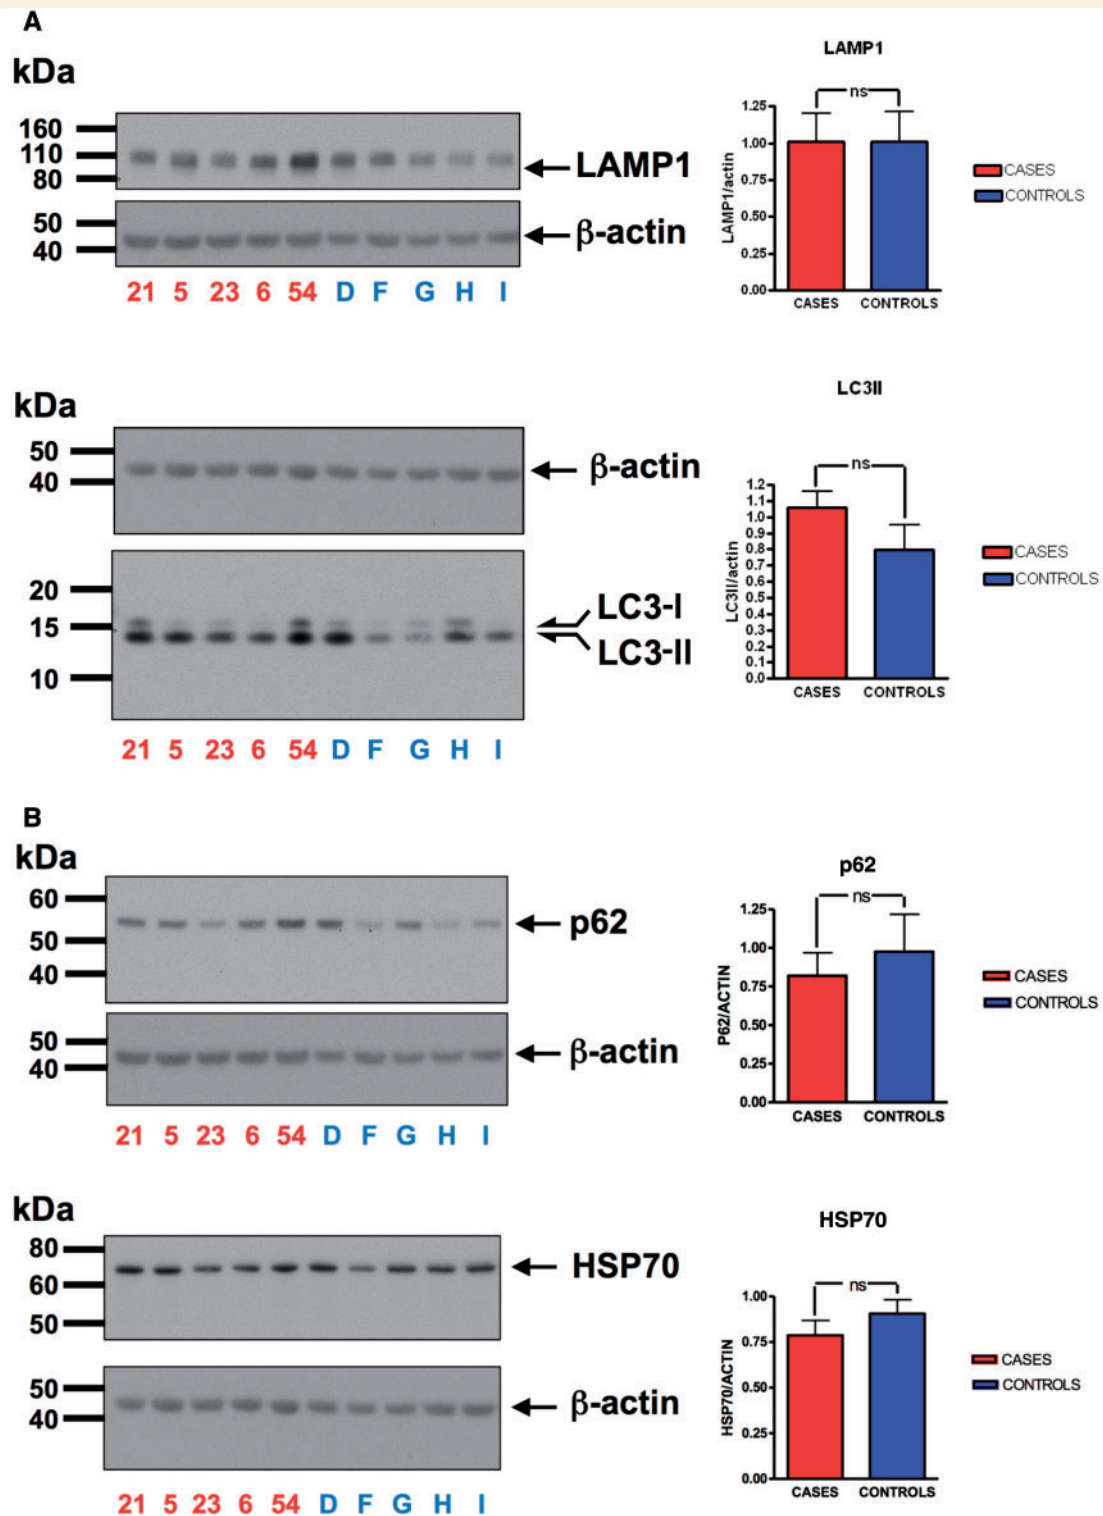 A
kDa
160
110
80
LAMP1
50
40
β-actin
21 5 23 6 54 D F G H I
LAMP1
ns
LAMP1/actin
1.25
1.00
0.75
0.50
0.25
0.00
CASES CONTROLS
CASES
CONTROLS
kDa
50
40
β-actin
20
15
10
LC3-I
LC3-II
21 5 23 6 54 D F G H I
LC3II
ns
LC3II/actin
1.2
1.1
1.0
0.9
0.8
0.7
0.6
0.5
0.4
0.3
0.2
0.1
0.0
CASES CONTROLS
CASES
CONTROLS
B
kDa
60
50
40
p62
50
40
β-actin
21 5 23 6 54 D F G H I
p62
ns
P62/ACTIN
1.25
1.00
0.75
0.50
0.25
0.00
CASES CONTROLS
CASES
CONTROLS
kDa
80
60
50
HSP70
50
40
β-actin
21 5 23 6 54 D F G H I
HSP70
ns
HSP70/ACTIN
1.00
0.75
0.50
0.25
0.00
CASES CONTROLS
CASES
CONTROLS